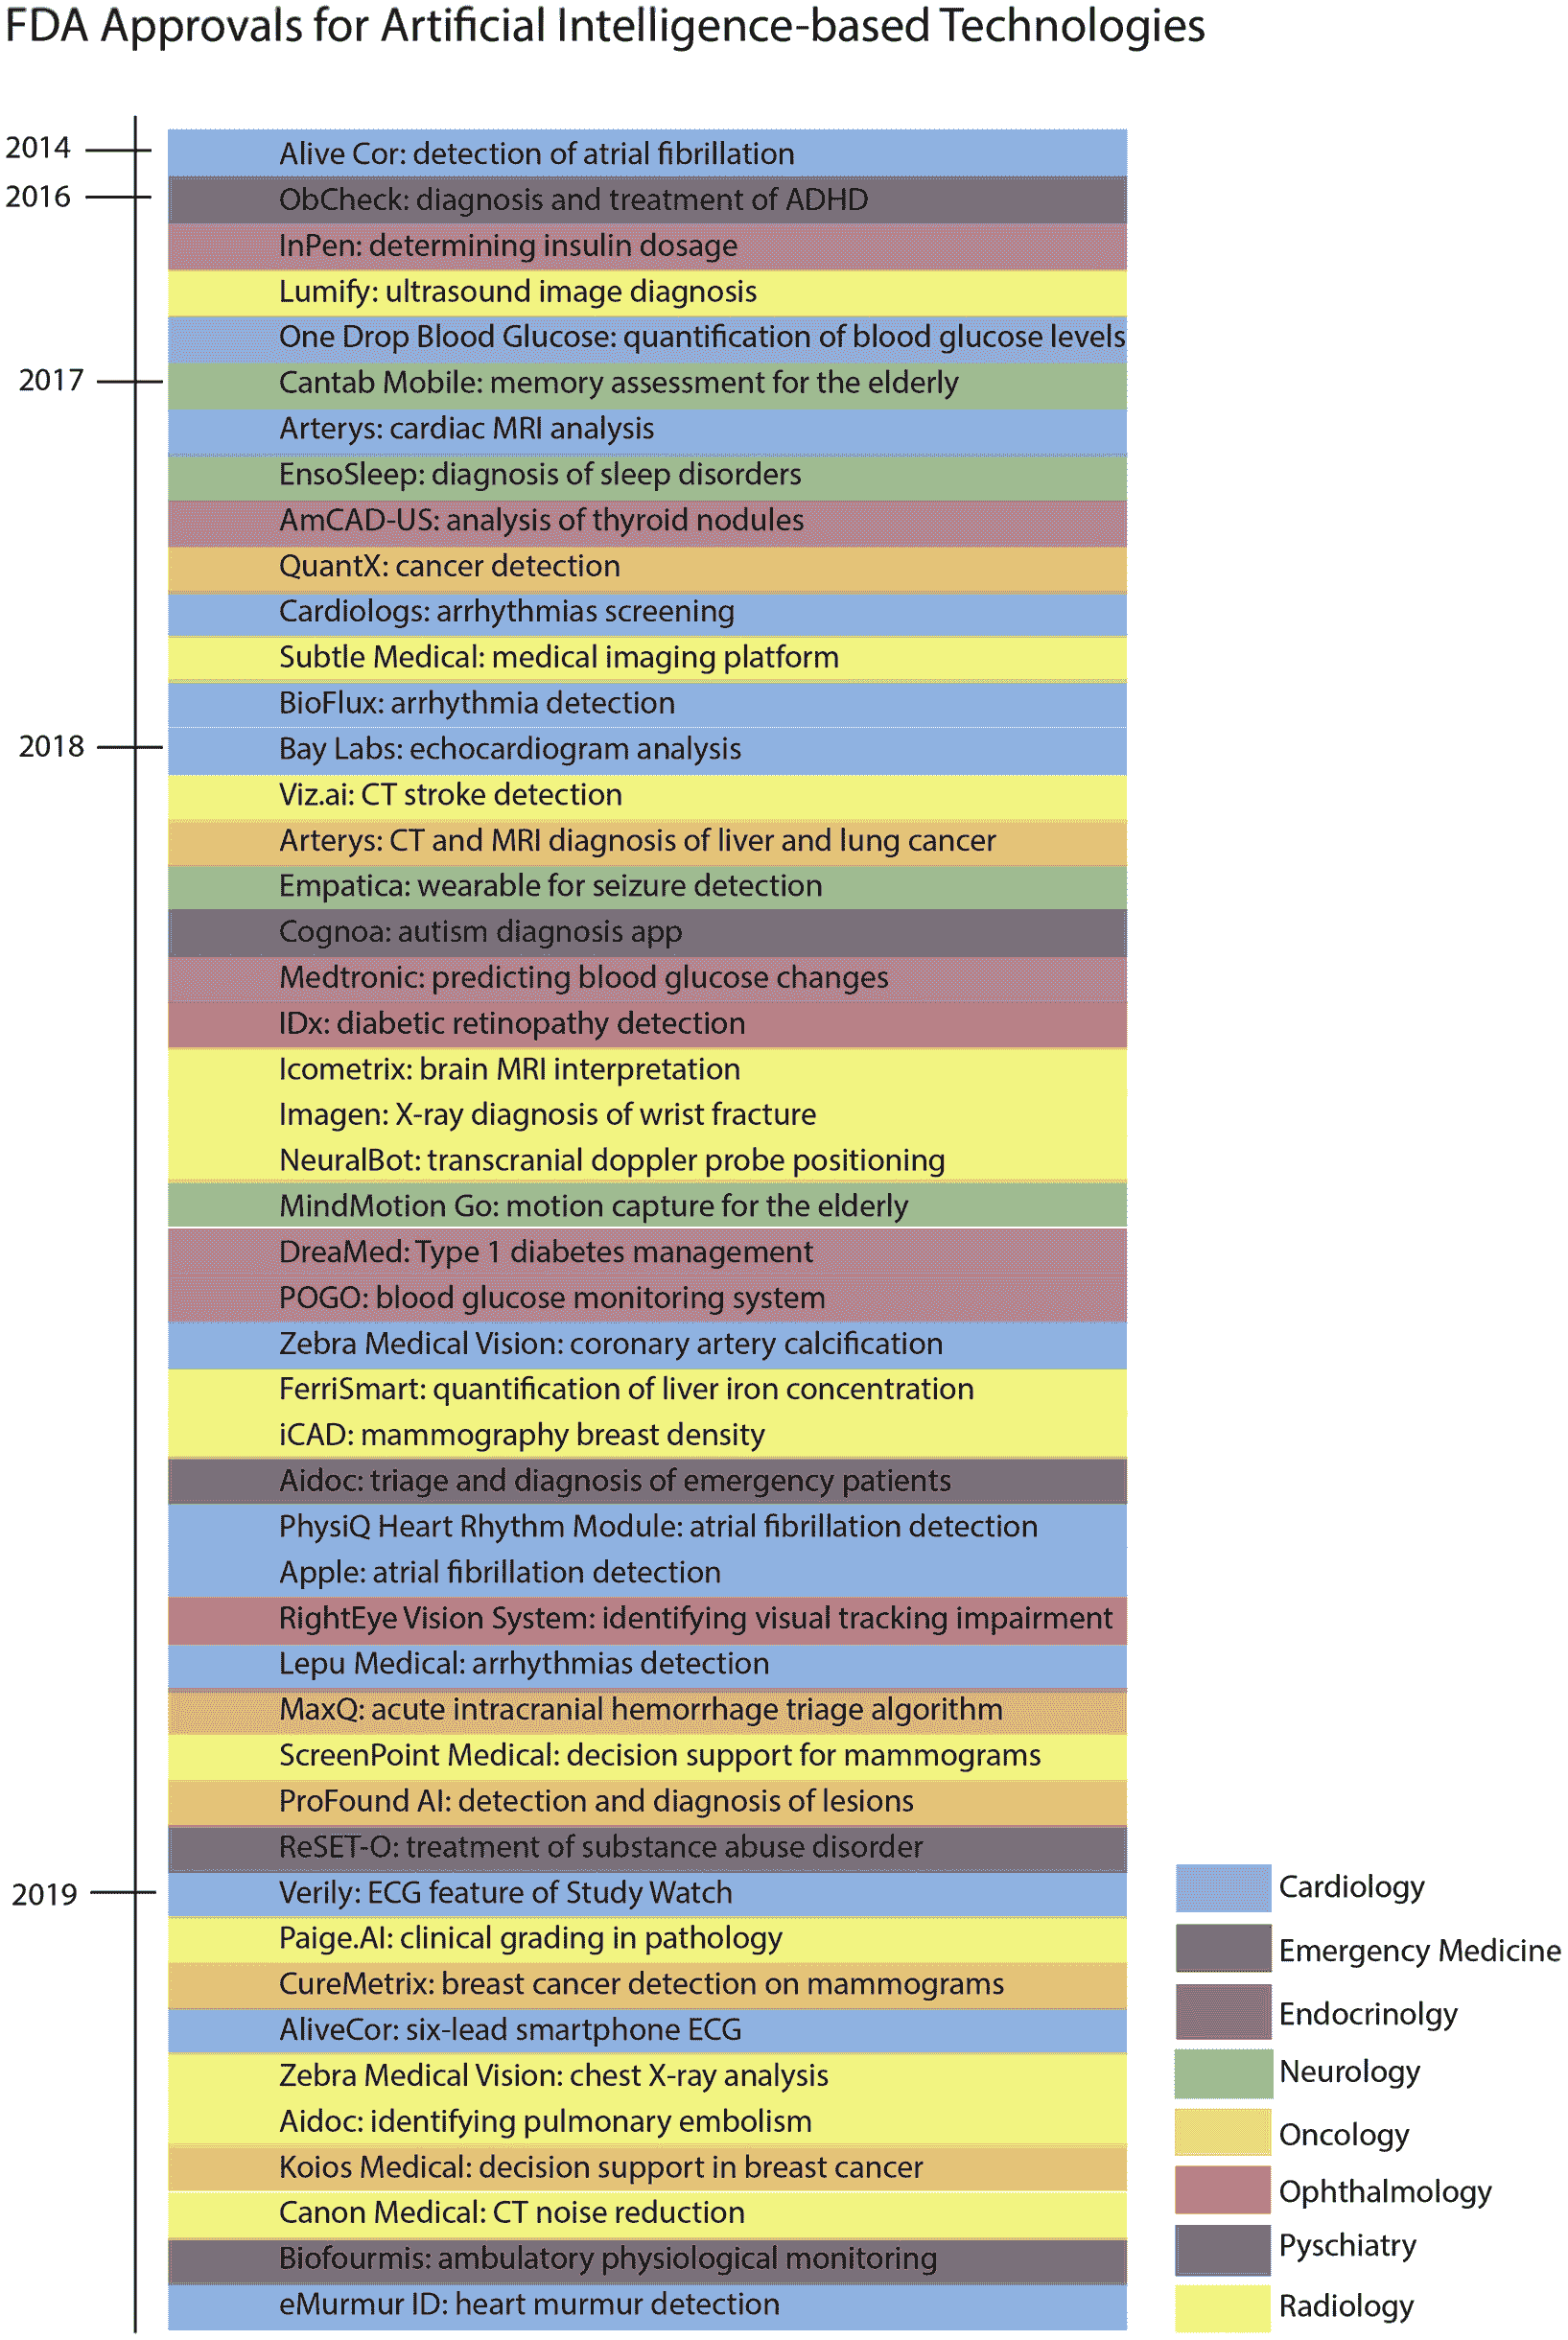 FDA Approvals for Artificial Intelligence-based Technologies
2014
Alive Cor: detection of atrial fibrillation
2016
ObCheck: diagnosis and treatment of ADHD
InPen: determining insulin dosage
Lumify: ultrasound image diagnosis
One Drop Blood Glucose: quantification of blood glucose levels
2017
Cantab Mobile: memory assessment for the elderly
Arterys: cardiac MRI analysis
EnsoSleep: diagnosis of sleep disorders
AmCAD-US: analysis of thyroid nodules
QuantX: cancer detection
Cardiologs: arrhythmias screening
Subtle Medical: medical imaging platform
BioFlux: arrhythmia detection
2018
Bay Labs: echocardiogram analysis
Viz.ai: CT stroke detection
Arterys: CT and MRI diagnosis of liver and lung cancer
Empatica: wearable for seizure detection
Cognoa: autism diagnosis app
Medtronic: predicting blood glucose changes
IDx: diabetic retinopathy detection
Icometrix: brain MRI interpretation
Imagen: X-ray diagnosis of wrist fracture
NeuralBot: transcranial doppler probe positioning
MindMotion Go: motion capture for the elderly
DreaMed: Type 1 diabetes management
POGO: blood glucose monitoring system
Zebra Medical Vision: coronary artery calcification
FerriSmart: quantification of liver iron concentration
iCAD: mammography breast density
Aidoc: triage and diagnosis of emergency patients
PhysiQ Heart Rhythm Module: atrial fibrillation detection
Apple: atrial fibrillation detection
RightEye Vision System: identifying visual tracking impairment
Lepu Medical: arrhythmias detection
MaxQ: acute intracranial hemorrhage triage algorithm
ScreenPoint Medical: decision support for mammograms
ProFound AI: detection and diagnosis of lesions
ReSET-O: treatment of substance abuse disorder
2019
Verily: ECG feature of Study Watch
Paige.AI: clinical grading in pathology
CureMetrix: breast cancer detection on mammograms
AliveCor: six-lead smartphone ECG
Zebra Medical Vision: chest X-ray analysis
Aidoc: identifying pulmonary embolism
Koios Medical: decision support in breast cancer
Canon Medical: CT noise reduction
Biofourmis: ambulatory physiological monitoring
eMurmur ID: heart murmur detection
Cardiology
Emergency Medicine
Endocrinolgy
Neurology
Oncology
Ophthalmology
Pyschiatry
Radiology